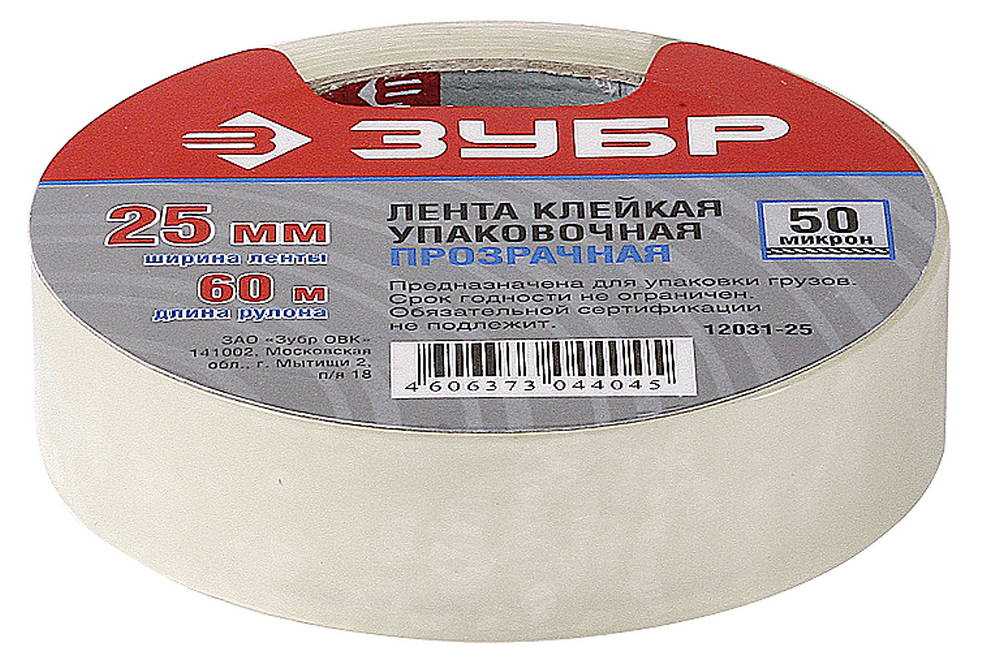 ЗУБР
25 мм
ширина ленты
60 м
длина рулона
ЗАО «Зубр ОВК»
141002, Московская
обл., г. Мытищи 2,
п/я 18
ЛЕНТА КЛЕЙКАЯ
УПАКОВОЧНАЯ
ПРОЗРАЧНАЯ
50
микрон
Предназначена для упаковки грузов.
Срок годности не ограничен.
Обязательной сертификации
не подлежит.
12031-25
4 606373 044045